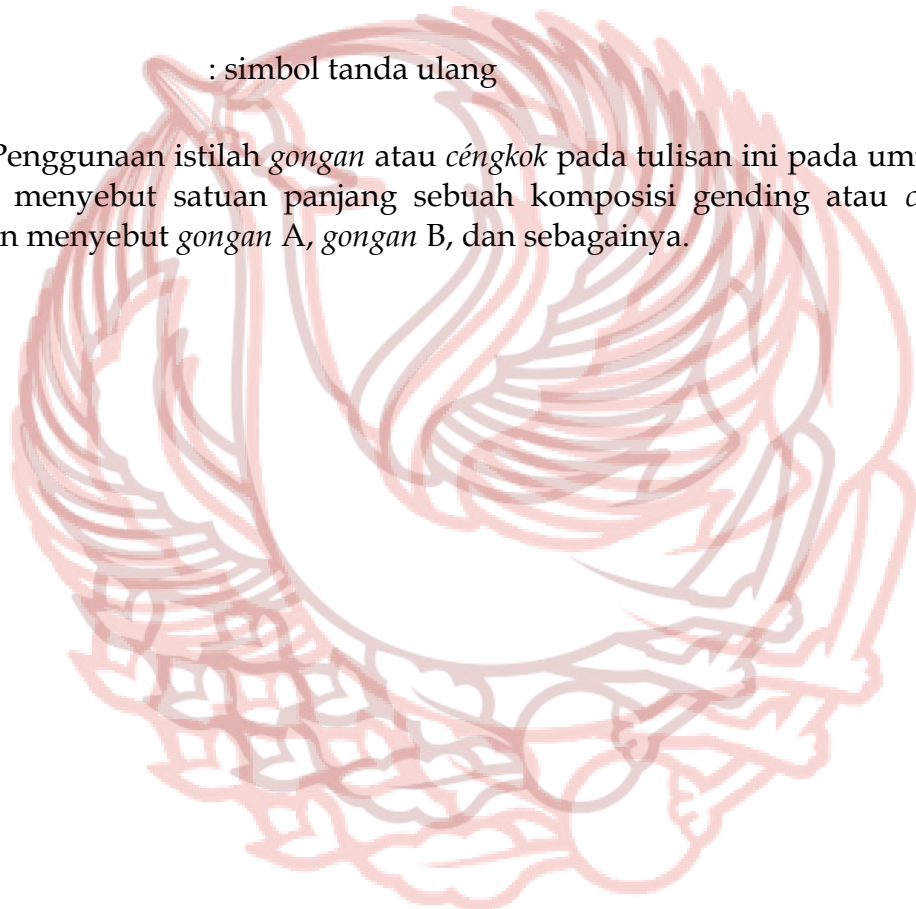 : simbol tanda ulang
Penggunaan istilah gongan atau céngkok pada tulisan ini pada um
menyebut satuan panjang sebuah komposisi gending atau c
n menyebut gongan A, gongan B, dan sebagainya.